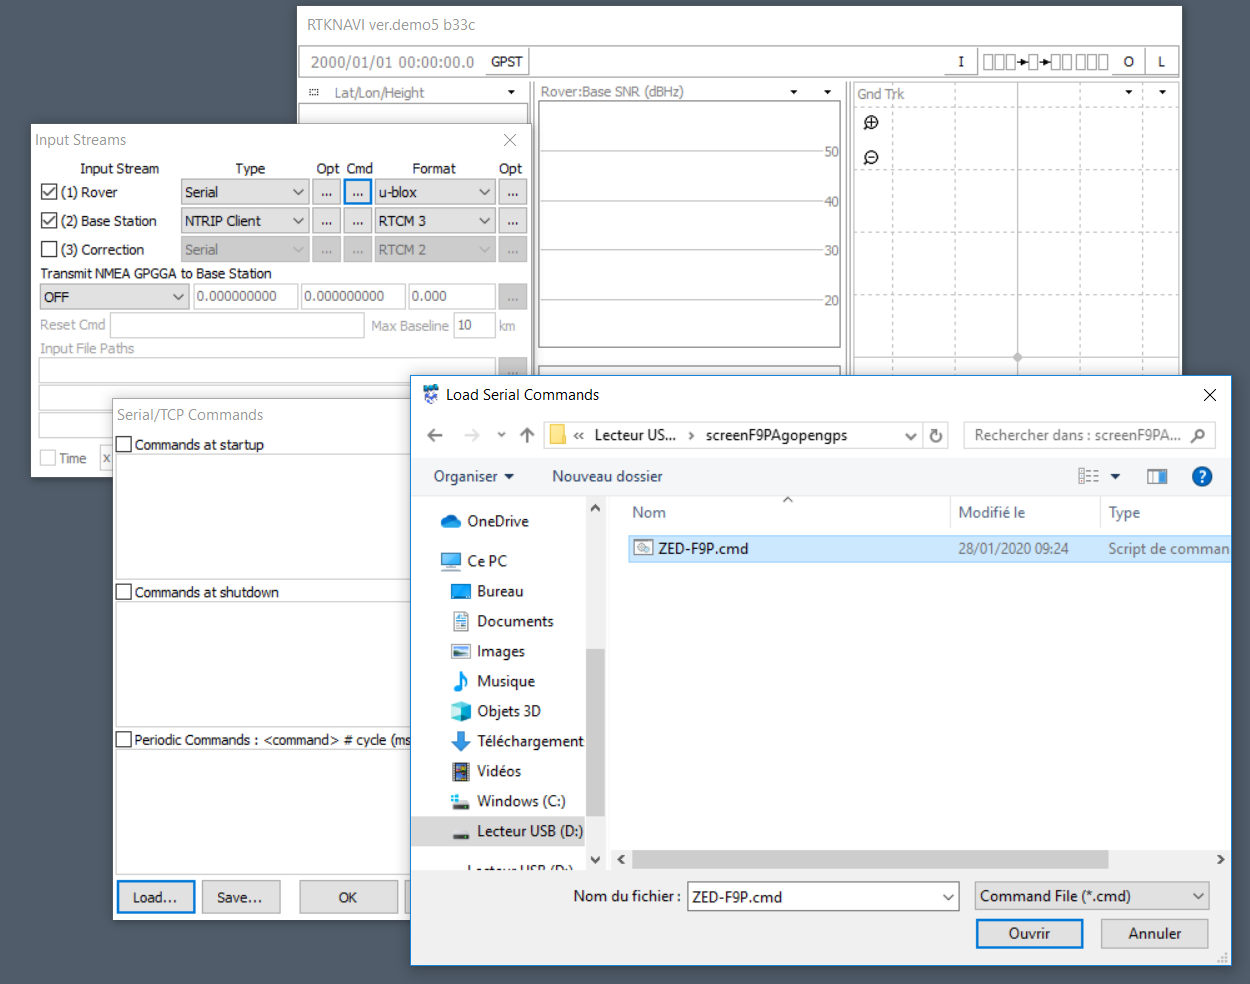 RTKNAVI ver.demo5 b33c
2000/01/01 00:00:00.0 GPST
I O L
Lat/Lon/Height
Rover:Base SNR (dBHz)
Gnd Trk
50
40
30
20
Input Streams
Input Stream Type Opt Cmd Format Opt
(1) Rover Serial ... ... u-blox ...
(2) Base Station NTRIP Client ... ... RTCM 3 ...
(3) Correction Serial ... ... RTCM 2 ...
Transmit NMEA GPGGA to Base Station
OFF 0.000000000 0.000000000 0.000 ...
Reset Cmd Max Baseline 10 km
Input File Paths
...
Time x
Serial/TCP Commands
Commands at startup
Commands at shutdown
Periodic Commands : <command> # cycle (ms
Load... Save... OK
Load Serial Commands
« Lecteur US... › screenF9PAgopengps
Rechercher dans : screenF9PA...
Organiser Nouveau dossier ?
Nom Modifié le Type
ZED-F9P.cmd 28/01/2020 09:24 Script de comman
OneDrive
Ce PC
Bureau
Documents
Images
Musique
Objets 3D
Téléchargement
Vidéos
Windows (C:)
Lecteur USB (D:)
Lecteur USB (D:)
Nom du fichier : ZED-F9P.cmd Command File (*.cmd)
Ouvrir Annuler